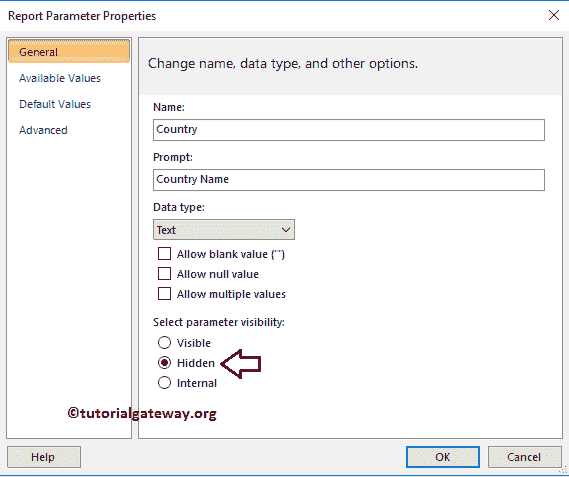 Report Parameter Properties
General
Available Values
Default Values
Advanced
Change name, data type, and other options.
Name:
Country
Prompt:
Country Name
Data type:
Text
Allow blank value ("")
Allow null value
Allow multiple values
Select parameter visibility:
Visible
Hidden
Internal
©tutorialgateway.org
Help
OK
Cancel